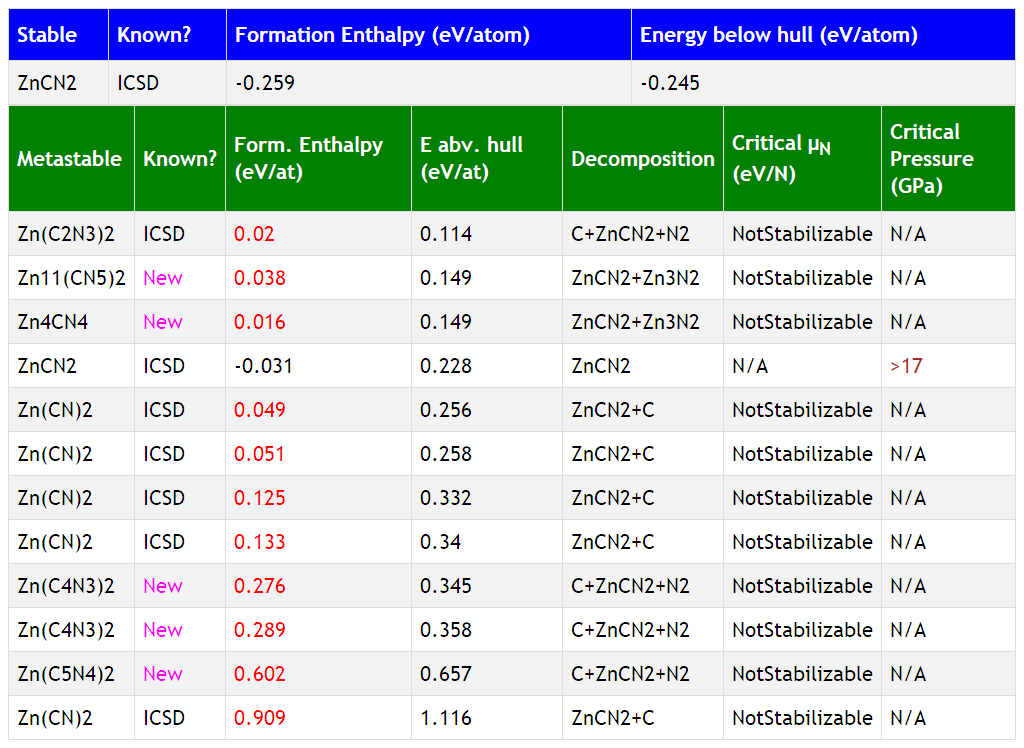 Stable Known? Formation Enthalpy (eV/atom) Energy below hull (eV/atom)
ZnCN2 ICSD -0.259 -0.245
Metastable Known? Form. Enthalpy (eV/at) E abv. hull (eV/at) Decomposition Critical μN (eV/N) Critical Pressure (GPa)
Zn(C2N3)2 ICSD 0.02 0.114 C+ZnCN2+N2 NotStabilizable N/A
Zn11(CN5)2 New 0.038 0.149 ZnCN2+Zn3N2 NotStabilizable N/A
Zn4CN4 New 0.016 0.149 ZnCN2+Zn3N2 NotStabilizable N/A
ZnCN2 ICSD -0.031 0.228 ZnCN2 N/A >17
Zn(CN)2 ICSD 0.049 0.256 ZnCN2+C NotStabilizable N/A
Zn(CN)2 ICSD 0.051 0.258 ZnCN2+C NotStabilizable N/A
Zn(CN)2 ICSD 0.125 0.332 ZnCN2+C NotStabilizable N/A
Zn(CN)2 ICSD 0.133 0.34 ZnCN2+C NotStabilizable N/A
Zn(C4N3)2 New 0.276 0.345 C+ZnCN2+N2 NotStabilizable N/A
Zn(C4N3)2 New 0.289 0.358 C+ZnCN2+N2 NotStabilizable N/A
Zn(C5N4)2 New 0.602 0.657 C+ZnCN2+N2 NotStabilizable N/A
Zn(CN)2 ICSD 0.909 1.116 ZnCN2+C NotStabilizable N/A